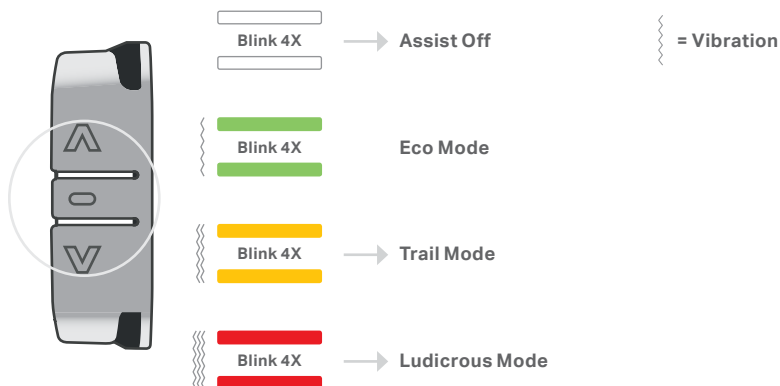 Blink 4X Assist Off
= Vibration
Blink 4X Eco Mode
Blink 4X Trail Mode
Blink 4X Ludicrous Mode